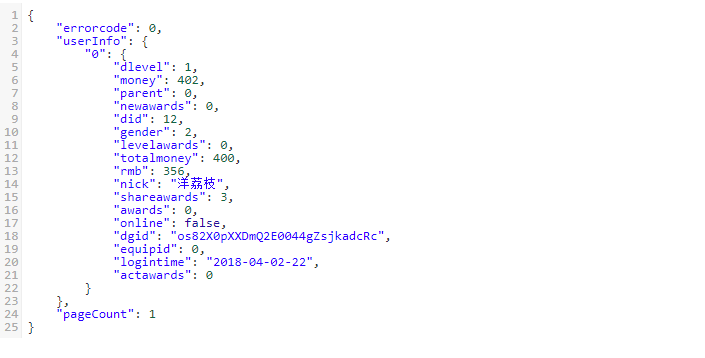 1 {
2     "errorcode": 0,
3     "userInfo": {
4         "0": {
5             "dlevel": 1,
6             "money": 402,
7             "parent": 0,
8             "newawards": 0,
9             "did": 12,
10             "gender": 2,
11             "levelawards": 0,
12             "totalmoney": 400,
13             "rmb": 356,
14             "nick": "洋荔枝",
15             "shareawards": 3,
16             "awards": 0,
17             "online": false,
18             "dgid": "os82X0pXXDmQ2E0044gZsjkadcRc",
19             "equipid": 0,
20             "logintime": "2018-04-02-22",
21             "actawards": 0
22         }
23     },
24     "pageCount": 1
25 }